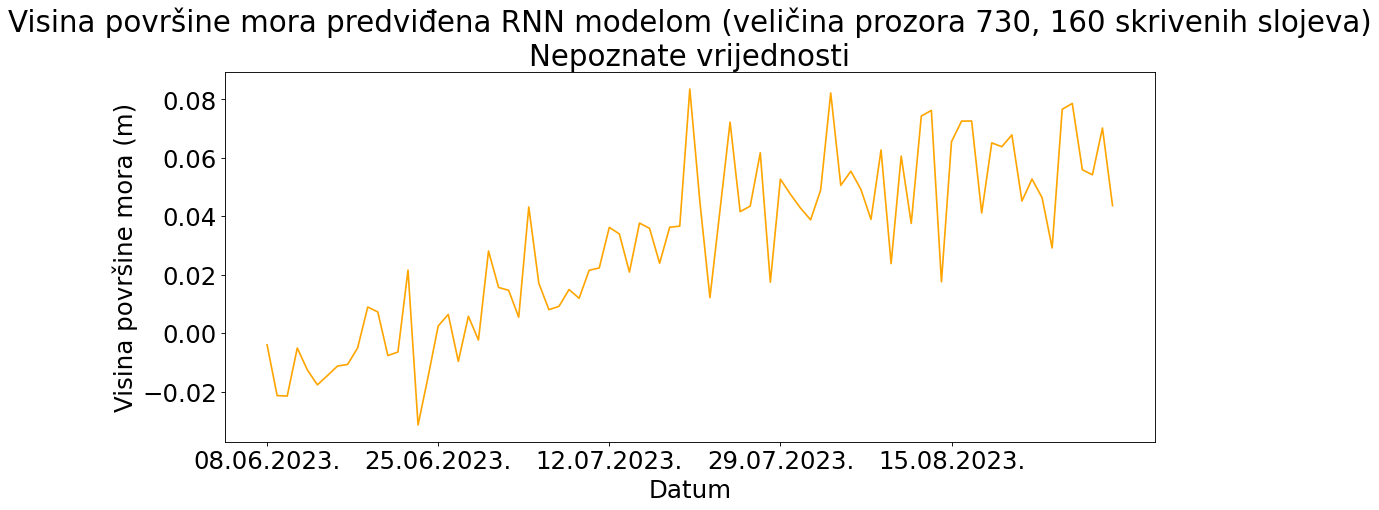 Visina površine mora predviđena RNN modelom (veličina prozora 730, 160 skrivenih slojeva)
Nepoznate vrijednosti
Visina površine mora (m)
0.08
0.06
0.04
0.02
0.00
−0.02
08.06.2023. 25.06.2023. 12.07.2023. 29.07.2023. 15.08.2023.
Datum